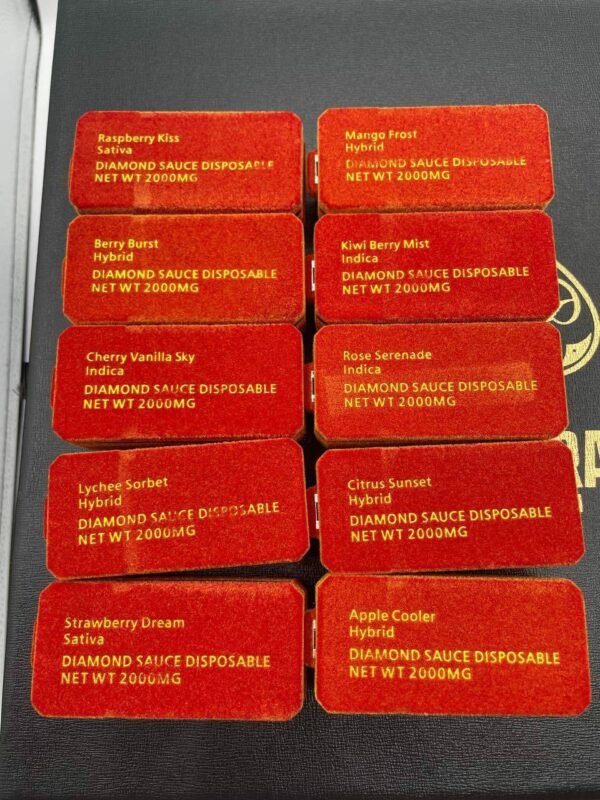 Raspberry Kiss
Sativa
DIAMOND SAUCE DISPOSABLE
NET WT 2000MG
Mango Frost
Hybrid
DIAMOND SAUCE DISPOSABLE
NET WT 2000MG
Berry Burst
Hybrid
DIAMOND SAUCE DISPOSABLE
NET WT 2000MG
Kiwi Berry Mist
Indica
DIAMOND SAUCE DISPOSABLE
NET WT 2000MG
Cherry Vanilla Sky
Indica
DIAMOND SAUCE DISPOSABLE
NET WT 2000MG
Rose Serenade
Indica
DIAMOND SAUCE DISPOSABLE
NET WT 2000MG
Lychee Sorbet
Hybrid
DIAMOND SAUCE DISPOSABLE
NET WT 2000MG
Citrus Sunset
Hybrid
DIAMOND SAUCE DISPOSABLE
NET WT 2000MG
Strawberry Dream
Sativa
DIAMOND SAUCE DISPOSABLE
NET WT 2000MG
Apple Cooler
Hybrid
DIAMOND SAUCE DISPOSABLE
NET WT 2000MG